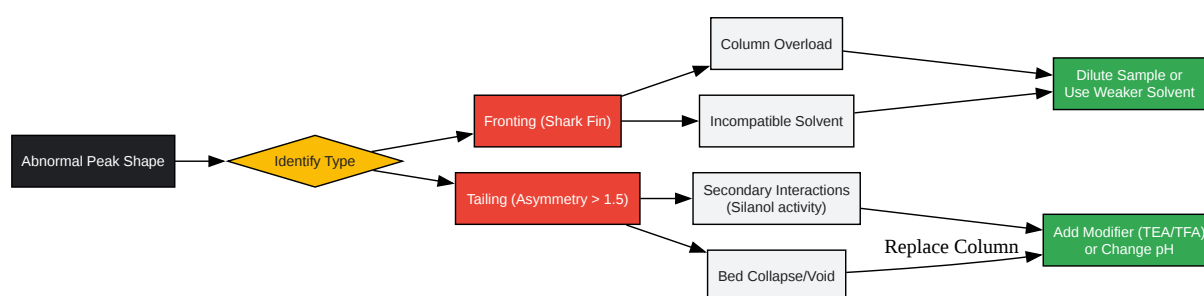 Abnormal Peak Shape
Identify Type
Fronting (Shark Fin)
Tailing (Asymmetry > 1.5)
Column Overload
Incompatible Solvent
Secondary Interactions
(Silanol activity)
Bed Collapse/Void
Replace Column
Dilute Sample or
Use Weaker Solvent
Add Modifier (TEA/TFA)
or Change pH